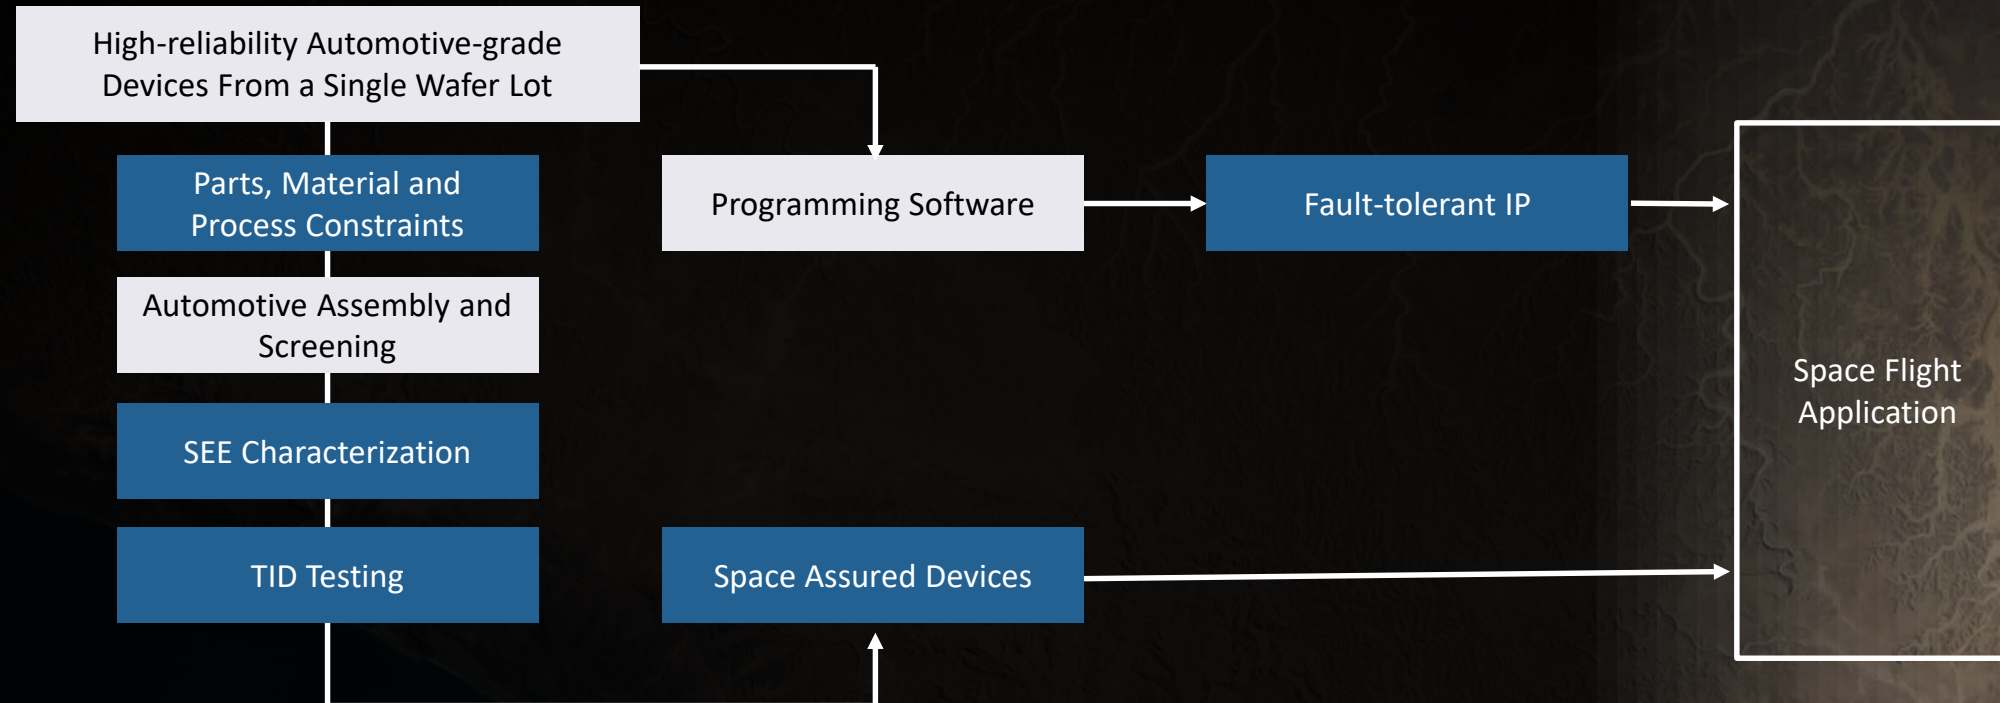 High-reliability Automotive-grade
Devices From a Single Wafer Lot
Parts, Material and
Process Constraints
Programming Software
Fault-tolerant IP
Automotive Assembly and
Screening
Space Flight
Application
SEE Characterization
TID Testing
Space Assured Devices